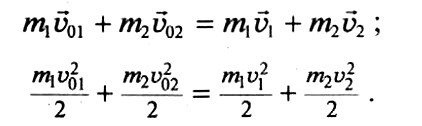 m₁v⃗₀₁ + m₂v⃗₀₂ = m₁v⃗₁ + m₂v⃗₂ ;
m₁v₀₁²/2 + m₂v₀₂²/2 = m₁v₁²/2 + m₂v₂²/2 .